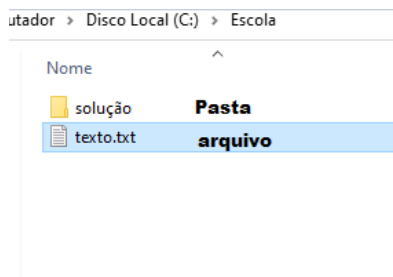 utador > Disco Local (C:) > Escola
Nome
solução Pasta
texto.txt arquivo